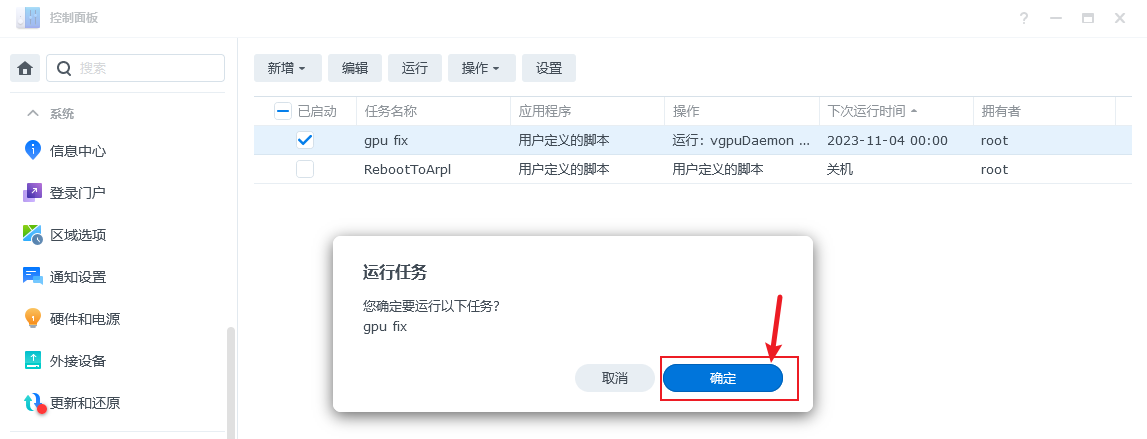 控制面板
搜索
系统
信息中心
登录门户
区域选项
通知设置
硬件和电源
外接设备
更新和还原
新增 编辑 运行 操作 设置
已启动 任务名称 应用程序 操作 下次运行时间 拥有者
gpu fix 用户定义的脚本 运行: vgpuDaemon ... 2023-11-04 00:00 root
RebootToArpl 用户定义的脚本 用户定义的脚本 关机 root
运行任务
您确定要运行以下任务?
gpu fix
取消 确定